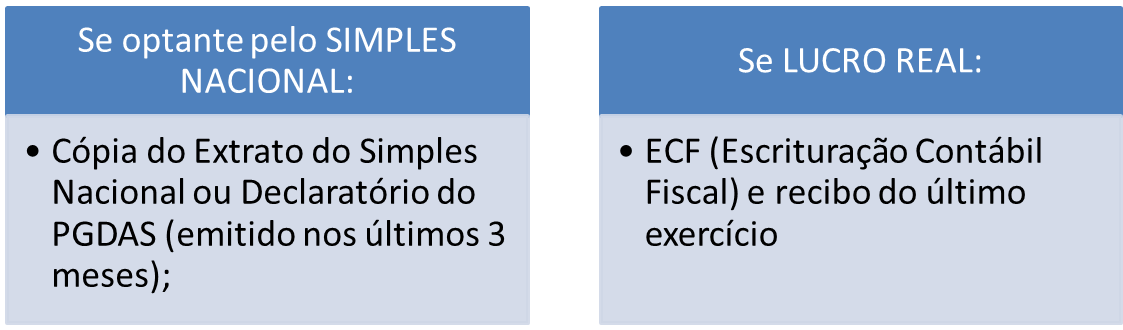 Se optante pelo SIMPLES
NACIONAL:
• Cópia do Extrato do Simples
Nacional ou Declaratório do
PGDAS (emitido nos últimos 3
meses);
Se LUCRO REAL:
• ECF (Escrituração Contábil
Fiscal) e recibo do último
exercício